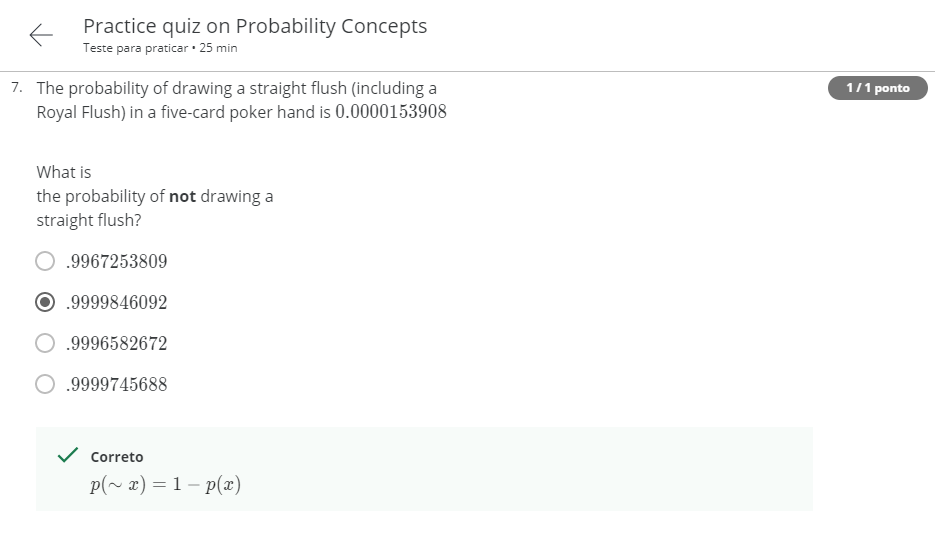 Practice quiz on Probability Concepts
Teste para praticar • 25 min
7. The probability of drawing a straight flush (including a
Royal Flush) in a five-card poker hand is 0.0000153908
1 / 1 ponto
What is
the probability of not drawing a
straight flush?
.9967253809
.9999846092
.9996582672
.9999745688
Correto
p(∼ x) = 1 − p(x)